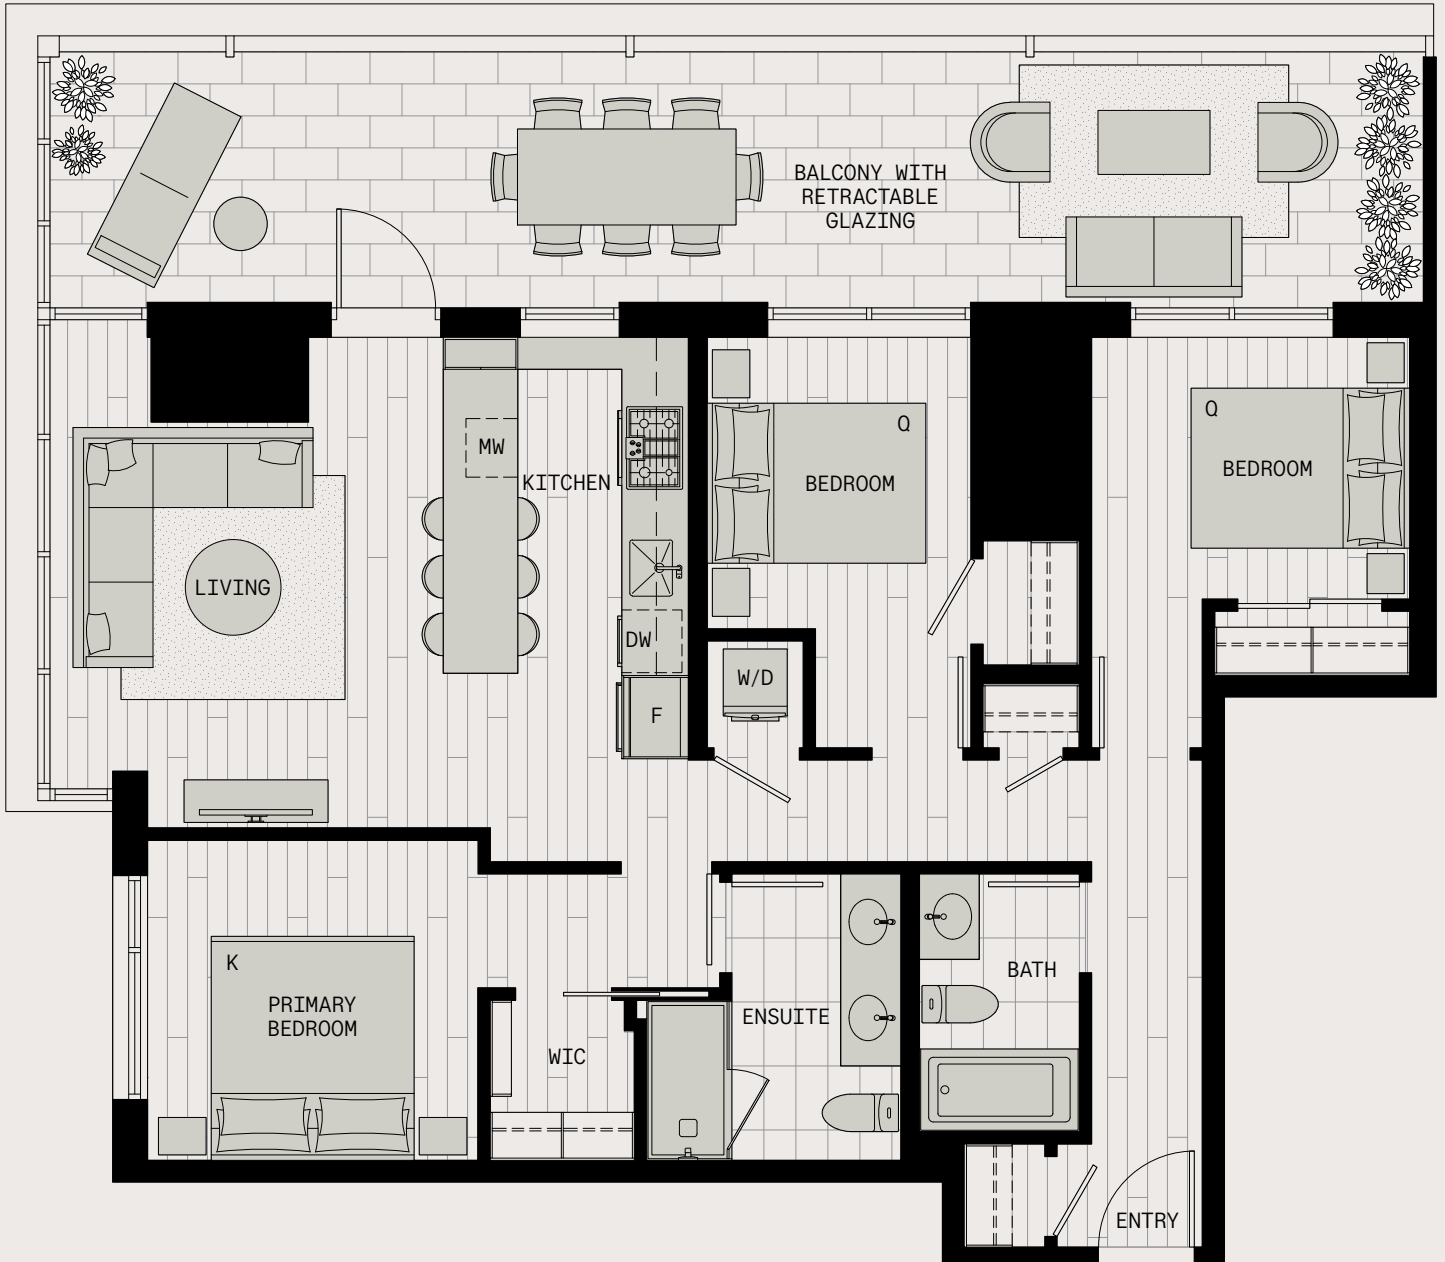 BALCONY WITH
RETRACTABLE
GLAZING
MW
KITCHEN
Q
BEDROOM
Q
BEDROOM
LIVING
DW
W/D
F
K
PRIMARY
BEDROOM
WIC
ENSUITE
BATH
ENTRY